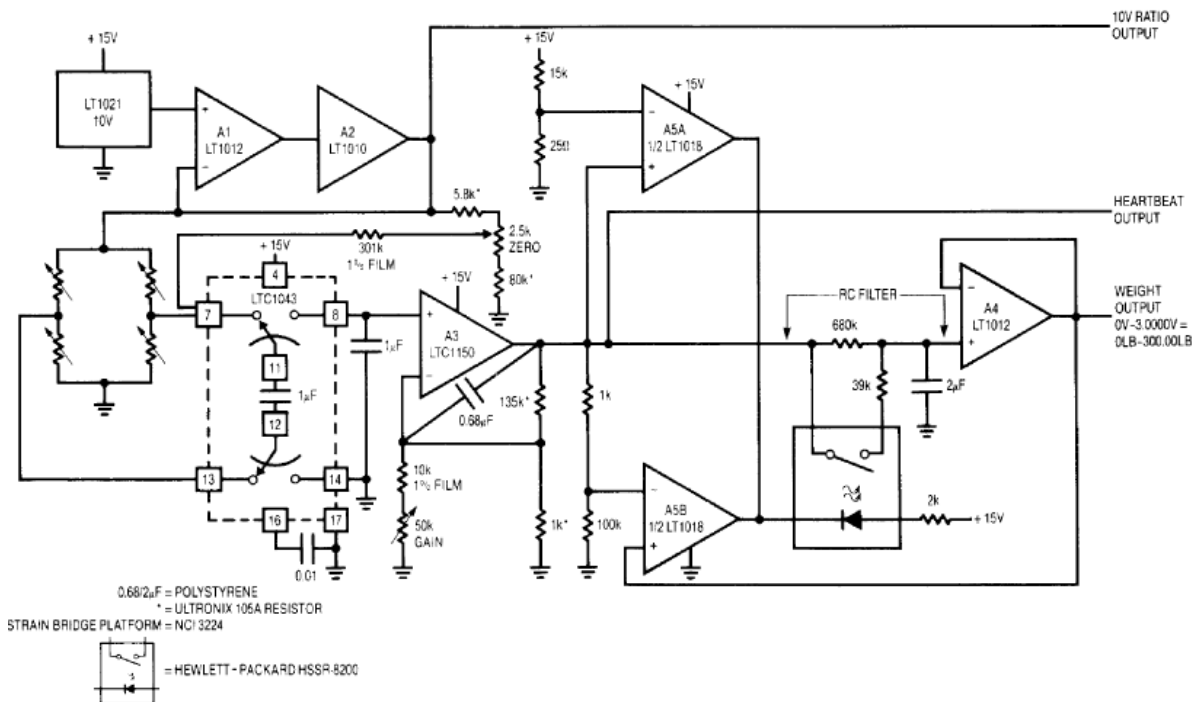 10V RATIO
OUTPUT
+ 15V
LT1021
10V
+
−
A1
LT1012
A2
LT1010
+ 15V
15k
25Ω
+ 15V
−
+
A5A
1/2 LT1018
5.8k*
2.5k
ZERO
80k*
301k
1% FILM
HEARTBEAT
OUTPUT
+ 15V
4
LTC1043
7
8
11
1µF
12
13
14
16
17
0.01
1µF
+ 15V
+
−
A3
LTC1150
0.68µF
135k*
10k
1% FILM
50k
GAIN
1k*
1k
100k
−
+
A5B
1/2 LT1018
RC FILTER
680k
39k
2µF
−
+
A4
LT1012
WEIGHT
OUTPUT
0V–3.0000V =
0LB–300.00LB
2k
+ 15V
0.68/2µF = POLYSTYRENE
* = ULTRONIX 105A RESISTOR
STRAIN BRIDGE PLATFORM = NCI 3224
= HEWLETT - PACKARD HSSR-8200